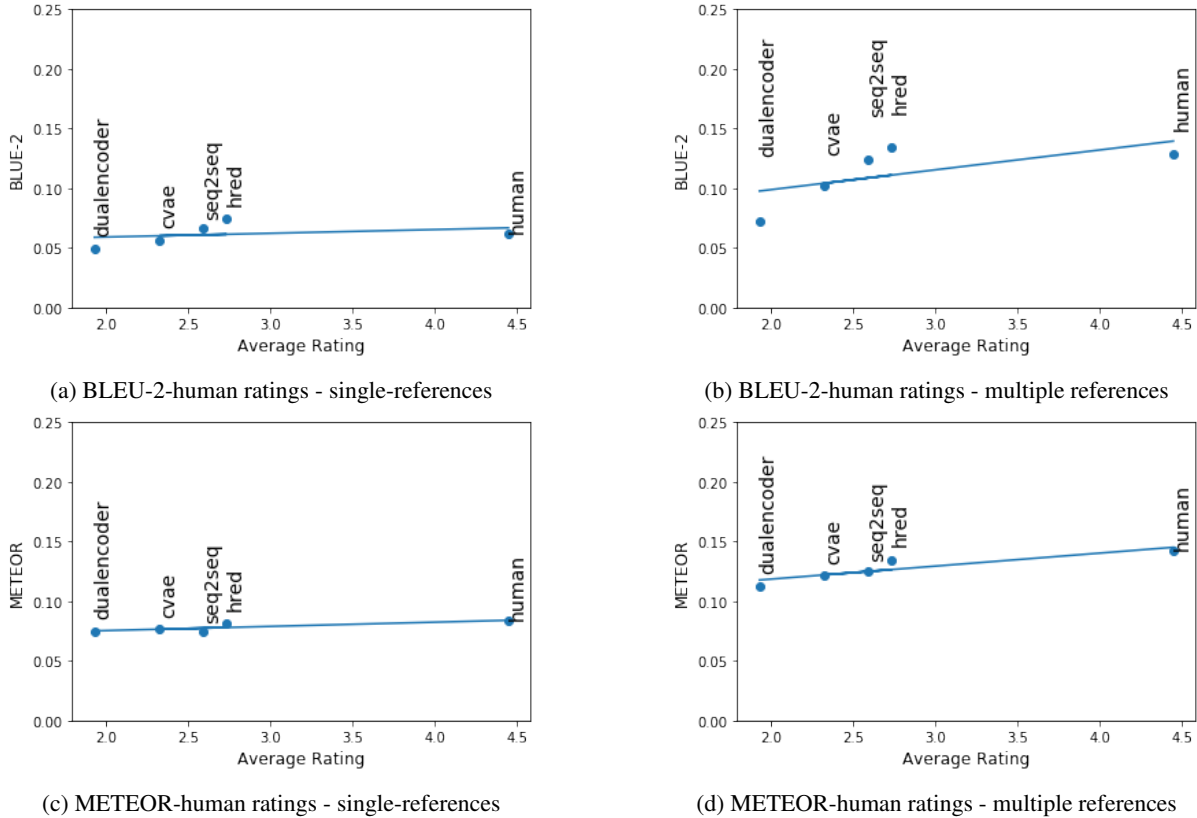 0.25
0.20
0.15
0.10
0.05
0.00
BLUE-2
dualencoder
cvae
seq2seq
hred
human
2.0 2.5 3.0 3.5 4.0 4.5
Average Rating
(a) BLEU-2-human ratings - single-references
0.25
0.20
0.15
0.10
0.05
0.00
BLUE-2
dualencoder
cvae
seq2seq
hred
human
2.0 2.5 3.0 3.5 4.0 4.5
Average Rating
(b) BLEU-2-human ratings - multiple references
0.25
0.20
0.15
0.10
0.05
0.00
METEOR
dualencoder
cvae
seq2seq
hred
human
2.0 2.5 3.0 3.5 4.0 4.5
Average Rating
(c) METEOR-human ratings - single-references
0.25
0.20
0.15
0.10
0.05
0.00
METEOR
dualencoder
cvae
seq2seq
hred
human
2.0 2.5 3.0 3.5 4.0 4.5
Average Rating
(d) METEOR-human ratings - multiple references